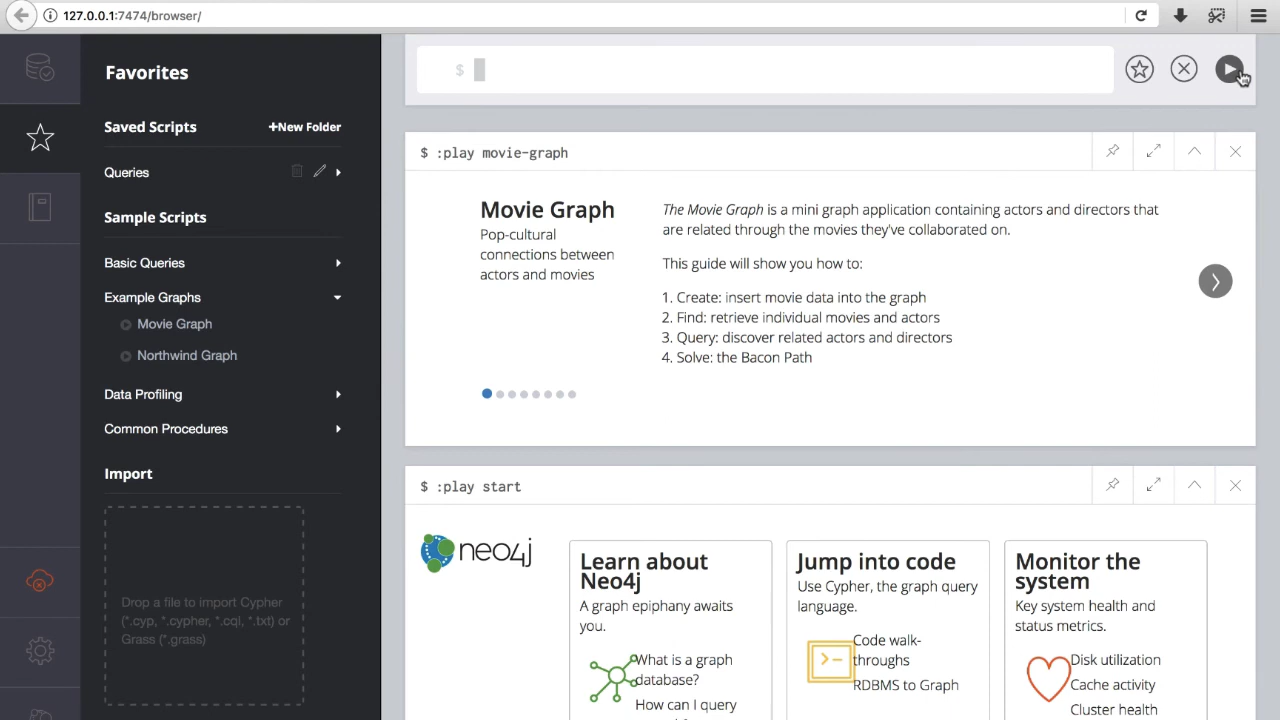 127.0.0.1:7474/browser/
Favorites
Saved Scripts
+New Folder
Queries
Sample Scripts
Basic Queries
Example Graphs
Movie Graph
Northwind Graph
Data Profiling
Common Procedures
Import
Drop a file to import Cypher
(*.cyp, *.cypher, *.cql, *.txt) or
Grass (*.grass)
$
$ :play movie-graph
Movie Graph
Pop-cultural
connections between
actors and movies
The Movie Graph is a mini graph application containing actors and directors that
are related through the movies they've collaborated on.
This guide will show you how to:
1. Create: insert movie data into the graph
2. Find: retrieve individual movies and actors
3. Query: discover related actors and directors
4. Solve: the Bacon Path
$ :play start
neo4j
Learn about
Neo4j
A graph epiphany awaits
you.
What is a graph
database?
How can I query
Jump into code
Use Cypher, the graph query
language.
Code walk-
throughs
RDBMS to Graph
Monitor the
system
Key system health and
status metrics.
Disk utilization
Cache activity
Cluster health